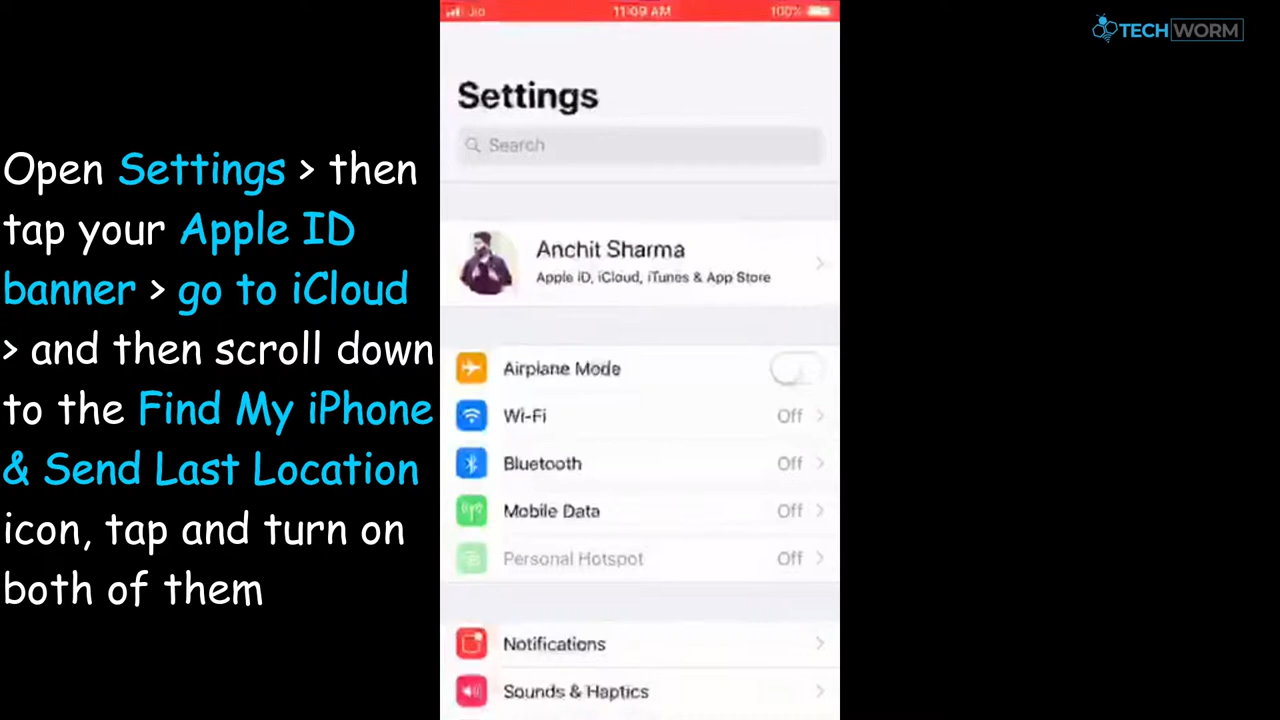 Jio 11:09 AM 100%
TECHWORM
Settings
Search
Open Settings > then
tap your Apple ID
banner > go to iCloud
> and then scroll down
to the Find My iPhone
& Send Last Location
icon, tap and turn on
both of them
Anchit Sharma
Apple ID, iCloud, iTunes & App Store
Airplane Mode
Wi-Fi Off
Bluetooth Off
Mobile Data Off
Personal Hotspot Off
Notifications
Sounds & Haptics